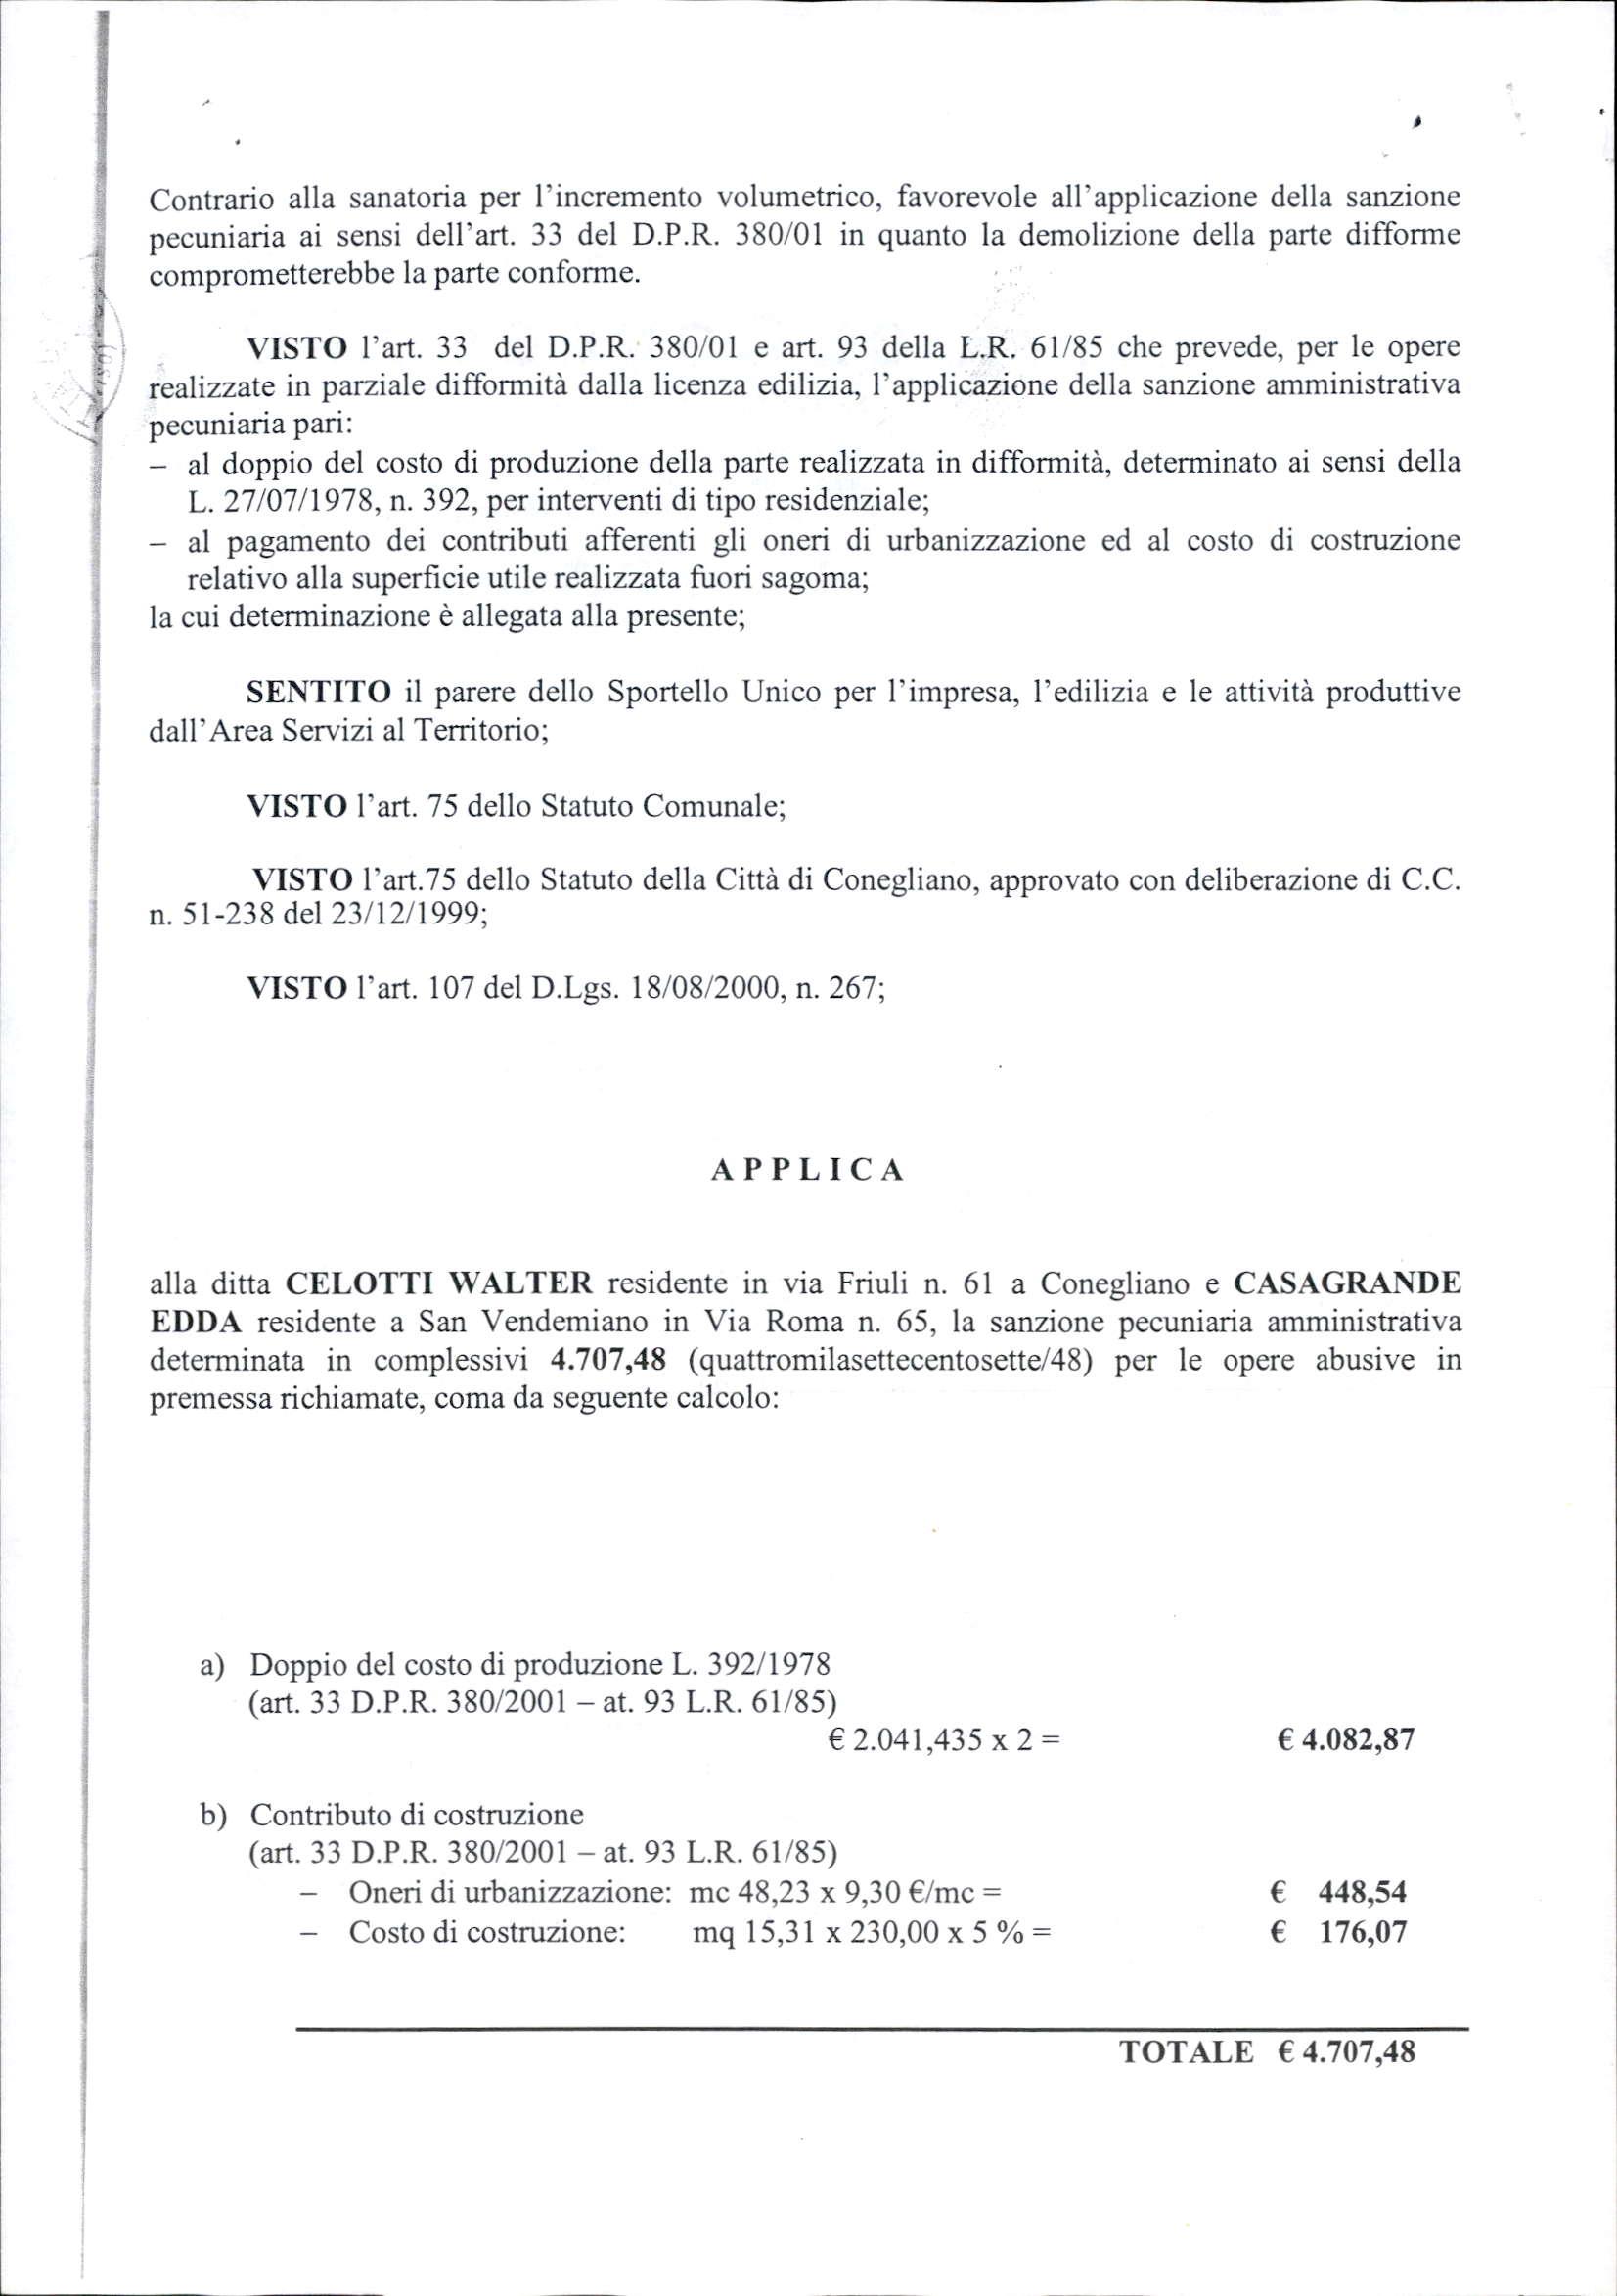 Contrario alla sanatoria per l'incremento volumetrico, favorevole all'applicazione della sanzione
pecuniaria ai sensi dell'art. 33 del D.P.R. 380/01 in quanto la demolizione della parte difforme
comprometterebbe la parte conforme.
VISTO l'art. 33 del D.P.R. 380/01 e art. 93 della L.R. 61/85 che prevede, per le opere
realizzate in parziale difformità dalla licenza edilizia, l'applicazione della sanzione amministrativa
pecuniaria pari:
– al doppio del costo di produzione della parte realizzata in difformità, determinato ai sensi della
L. 27/07/1978, n. 392, per interventi di tipo residenziale;
– al pagamento dei contributi afferenti gli oneri di urbanizzazione ed al costo di costruzione
relativo alla superficie utile realizzata fuori sagoma;
la cui determinazione è allegata alla presente;
SENTITO il parere dello Sportello Unico per l'impresa, l'edilizia e le attività produttive
dall'Area Servizi al Territorio;
VISTO l'art. 75 dello Statuto Comunale;
VISTO l'art.75 dello Statuto della Città di Conegliano, approvato con deliberazione di C.C.
n. 51-238 del 23/12/1999;
VISTO l'art. 107 del D.Lgs. 18/08/2000, n. 267;
A P P L I C A
alla ditta CELOTTI WALTER residente in via Friuli n. 61 a Conegliano e CASAGRANDE
EDDA residente a San Vendemiano in Via Roma n. 65, la sanzione pecuniaria amministrativa
determinata in complessivi 4.707,48 (quattromilasettecentosette/48) per le opere abusive in
premessa richiamate, coma da seguente calcolo:
a) Doppio del costo di produzione L. 392/1978
(art. 33 D.P.R. 380/2001 – at. 93 L.R. 61/85)
€ 2.041,435 x 2 = € 4.082,87
b) Contributo di costruzione
(art. 33 D.P.R. 380/2001 – at. 93 L.R. 61/85)
– Oneri di urbanizzazione: mc 48,23 x 9,30 €/mc = € 448,54
– Costo di costruzione: mq 15,31 x 230,00 x 5 % = € 176,07
TOTALE € 4.707,48